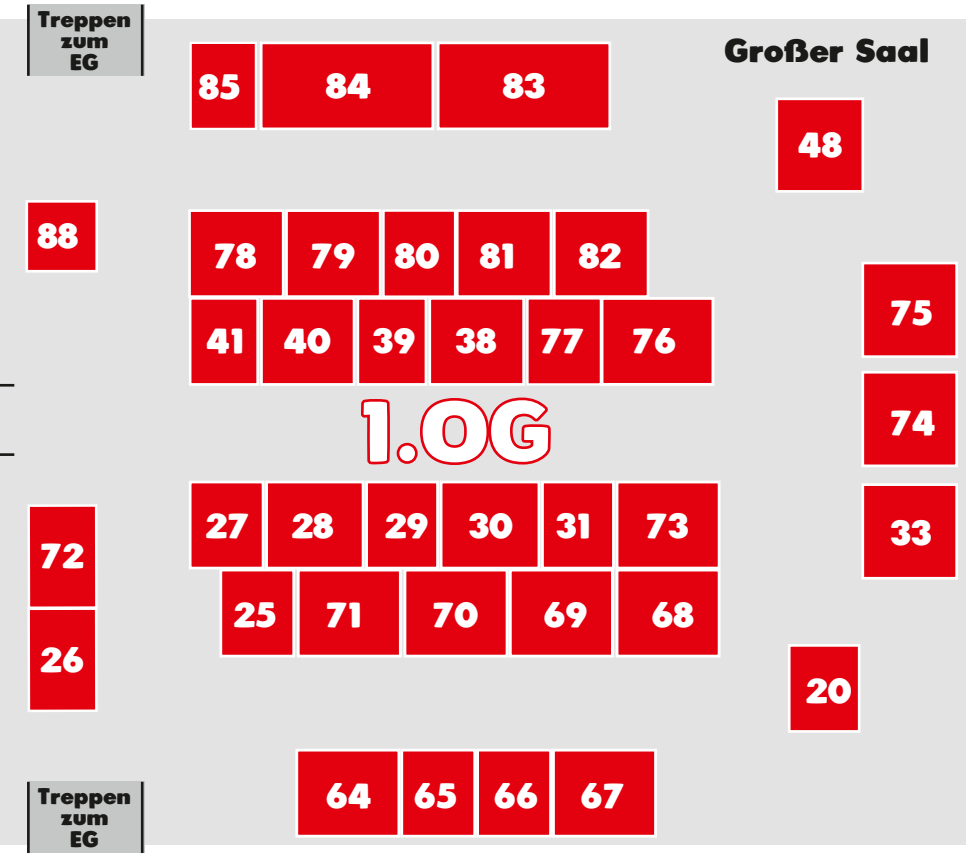 Treppen
zum
EG
Großer Saal
85 84 83
48
88
78 79 80 81 82
75
41 40 39 38 77 76
1.OG
74
27 28 29 30 31 73
33
72
25 71 70 69 68
26
20
64 65 66 67
Treppen
zum
EG